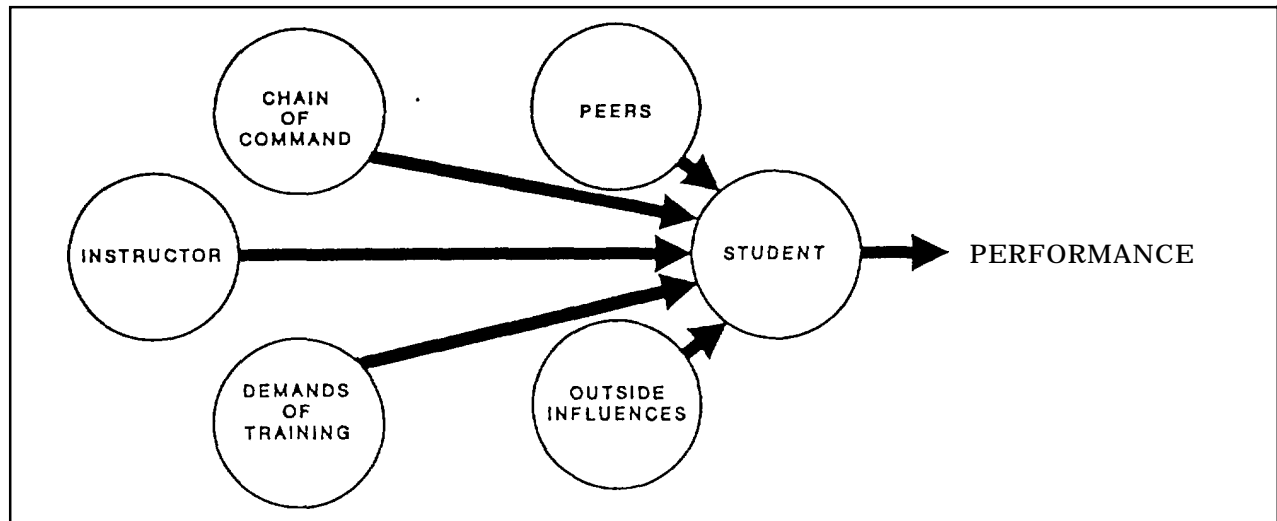 CHAIN
OF
COMMAND
PEERS
INSTRUCTOR
STUDENT
PERFORMANCE
DEMANDS
OF
TRAINING
OUTSIDE
INFLUENCES